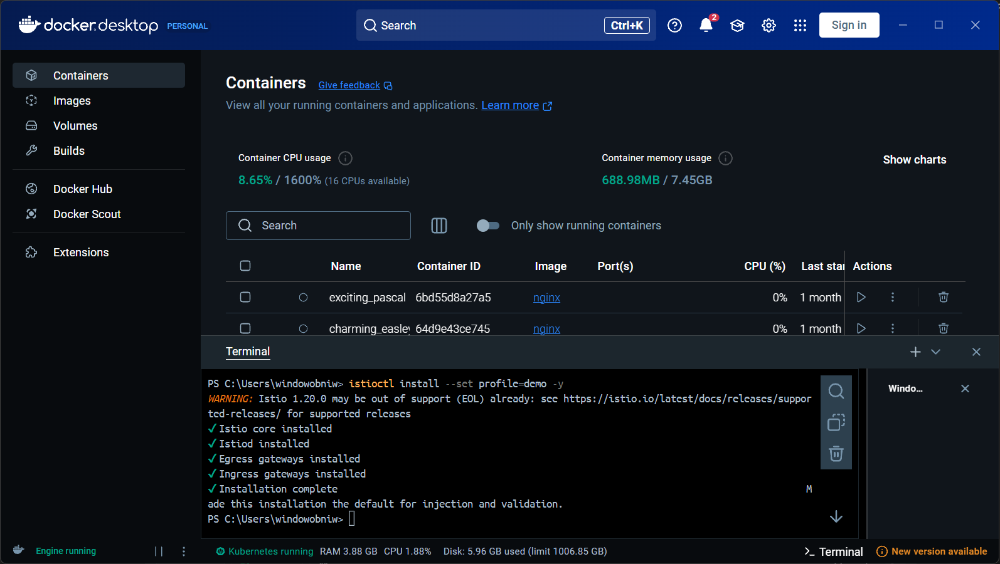 docker desktop PERSONAL
Search Ctrl+K
2
Sign in
Containers
Images
Volumes
Builds
Docker Hub
Docker Scout
Extensions
Containers Give feedback
View all your running containers and applications. Learn more
Container CPU usage
8.65% / 1600% (16 CPUs available)
Container memory usage
688.98MB / 7.45GB
Show charts
Search
Only show running containers
Name Container ID Image Port(s) CPU (%) Last star Actions
exciting_pascal 6bd55d8a27a5 nginx 0% 1 month
charming_easley 64d9e43ce745 nginx 0% 1 month
Terminal
PS C:\Users\windowobniw> istioctl install --set profile=demo -y
WARNING: Istio 1.20.0 may be out of support (EOL) already: see https://istio.io/latest/docs/releases/suppor
ted-releases/ for supported releases
✓ Istio core installed
✓ Istiod installed
✓ Egress gateways installed
✓ Ingress gateways installed
✓ Installation complete M
ade this installation the default for injection and validation.
PS C:\Users\windowobniw>
Windo...
Engine running
Kubernetes running RAM 3.88 GB CPU 1.88% Disk: 5.96 GB used (limit 1006.85 GB)
>_ Terminal
New version available